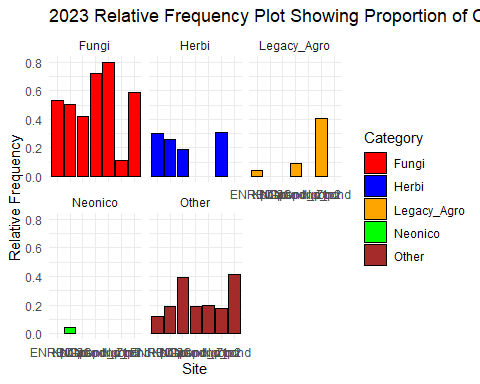 2023 Relative Frequency Plot Showing Proportion of C
Fungi
Herbi
Legacy_Agro
0.8
0.6
0.4
0.2
0.0
Neonico
Other
0.8
0.6
0.4
0.2
0.0
Relative Frequency
Site
Category
Fungi
Herbi
Legacy_Agro
Neonico
Other